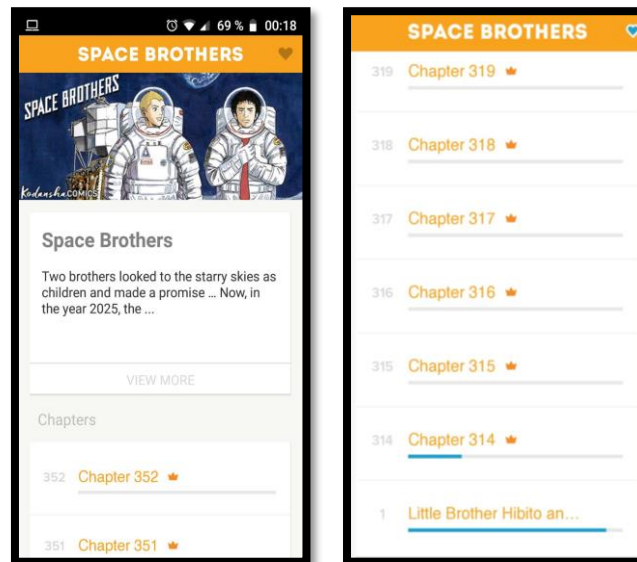 69 % 00:18
SPACE BROTHERS
SPACE BROTHERS
Kodansha COMICS
Space Brothers
Two brothers looked to the starry skies as
children and made a promise ... Now, in
the year 2025, the ...
VIEW MORE
Chapters
352 Chapter 352
351 Chapter 351
SPACE BROTHERS
319 Chapter 319
318 Chapter 318
317 Chapter 317
316 Chapter 316
315 Chapter 315
314 Chapter 314
1 Little Brother Hibito an...